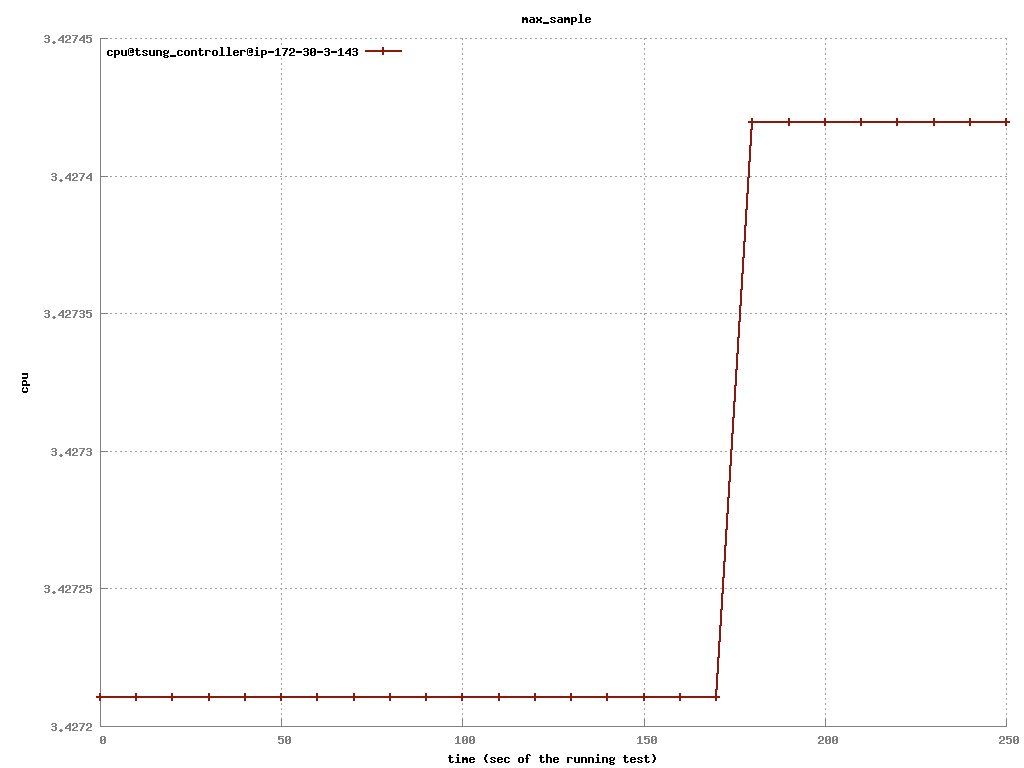 max_sample
3.42745
cpu@tsung_controller@ip-172-30-3-143
3.4274
3.42735
cpu
3.4273
3.42725
3.4272
0 50 100 150 200 250
time (sec of the running test)